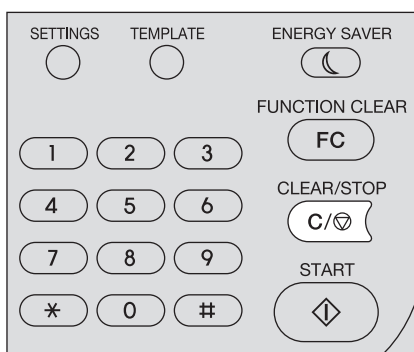 SETTINGS TEMPLATE ENERGY SAVER
FUNCTION CLEAR
FC
1 2 3
CLEAR/STOP
4 5 6
C/
7 8 9
START
* 0 #